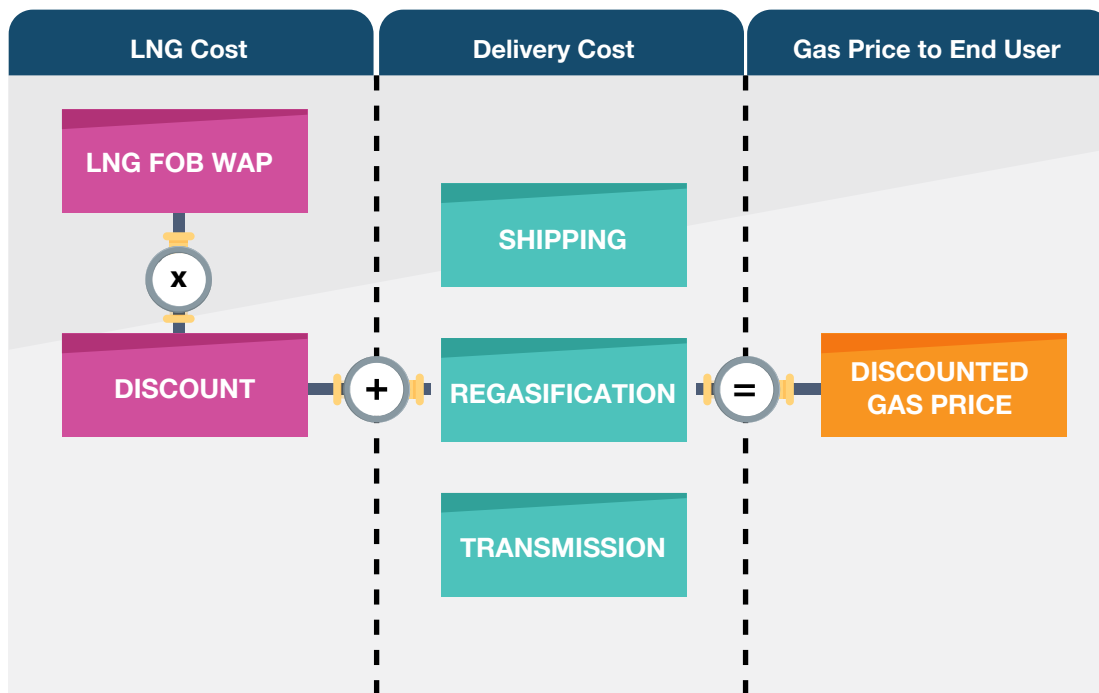 LNG Cost
Delivery Cost
Gas Price to End User
LNG FOB WAP
x
DISCOUNT
+
SHIPPING
REGASIFICATION
TRANSMISSION
=
DISCOUNTED
GAS PRICE